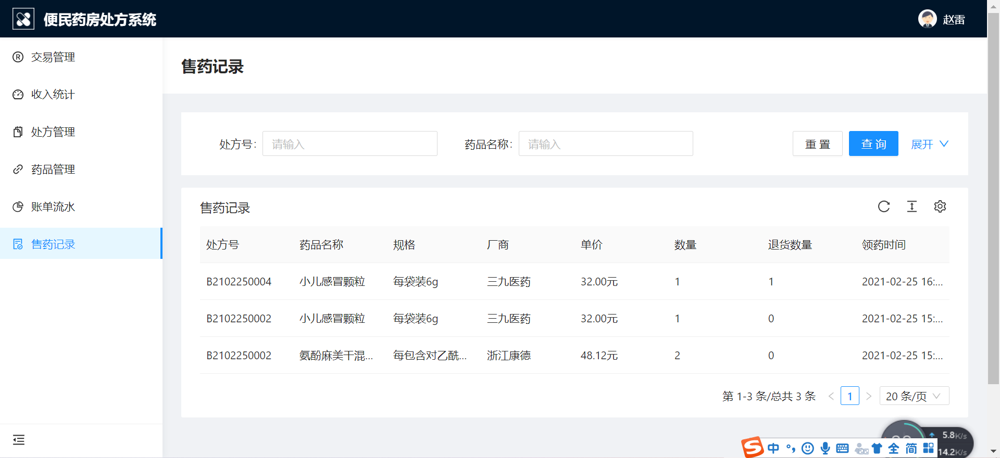 便民药房处方系统
赵雷
交易管理
收入统计
处方管理
药品管理
账单流水
售药记录
售药记录
处方号: 请输入 药品名称: 请输入 重 置 查 询 展开
售药记录
处方号 药品名称 规格 厂商 单价 数量 退货数量 领药时间
B2102250004 小儿感冒颗粒 每袋装6g 三九医药 32.00元 1 1 2021-02-25 16:...
B2102250002 小儿感冒颗粒 每袋装6g 三九医药 32.00元 1 0 2021-02-25 15:...
B2102250002 氨酚麻美干混... 每包含对乙酰... 浙江康德 48.12元 2 0 2021-02-25 15:...
第 1-3 条/总共 3 条 1 20 条/页
5.8K/s
中 全 简
14.2K/s